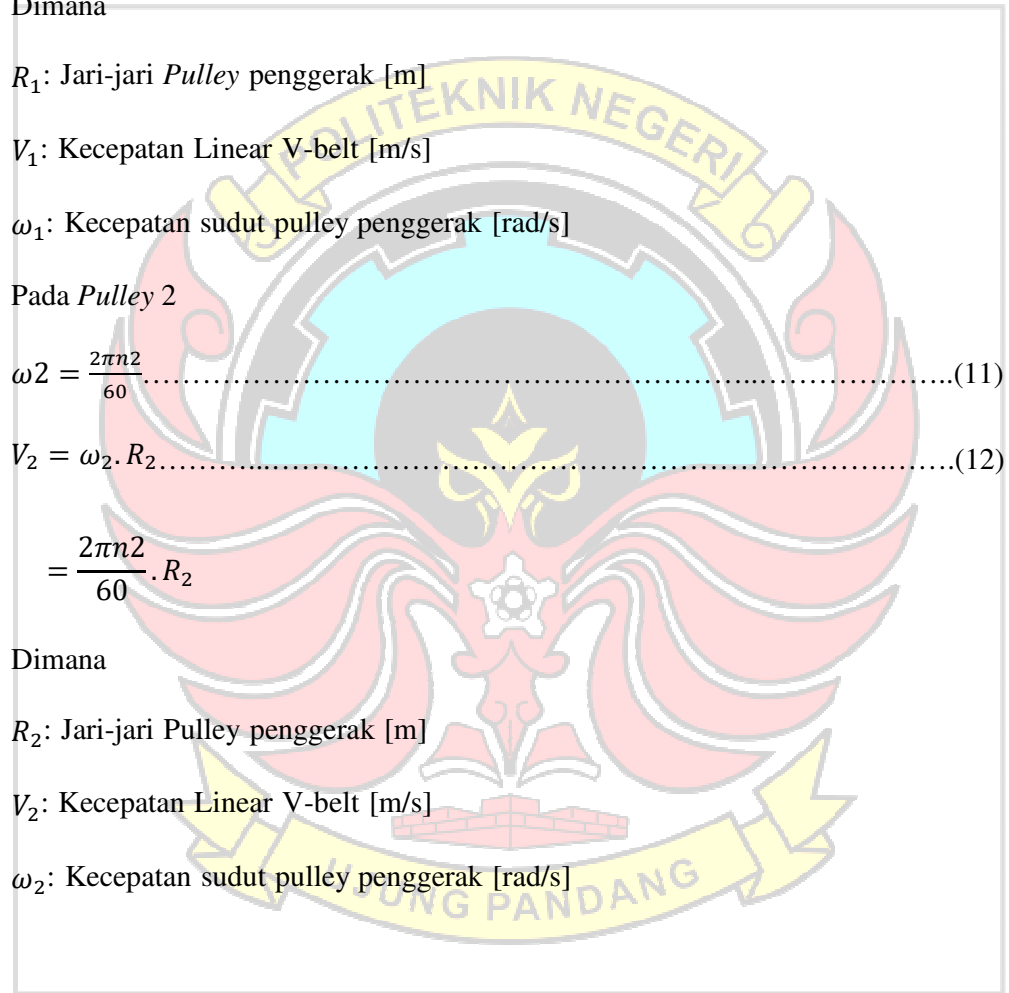 Dimana
R₁: Jari-jari Pulley penggerak [m]
V₁: Kecepatan Linear V-belt [m/s]
ω₁: Kecepatan sudut pulley penggerak [rad/s]
Pada Pulley 2
ω2 = 2πn2/60……………………………………………………………………………..(11)
V₂ = ω₂. R₂……………………………………………………………………………….(12)
= 2πn2/60 . R₂
Dimana
R₂: Jari-jari Pulley penggerak [m]
V₂: Kecepatan Linear V-belt [m/s]
ω₂: Kecepatan sudut pulley penggerak [rad/s]
POLITEKNIK NEGERI
UJUNG PANDANG